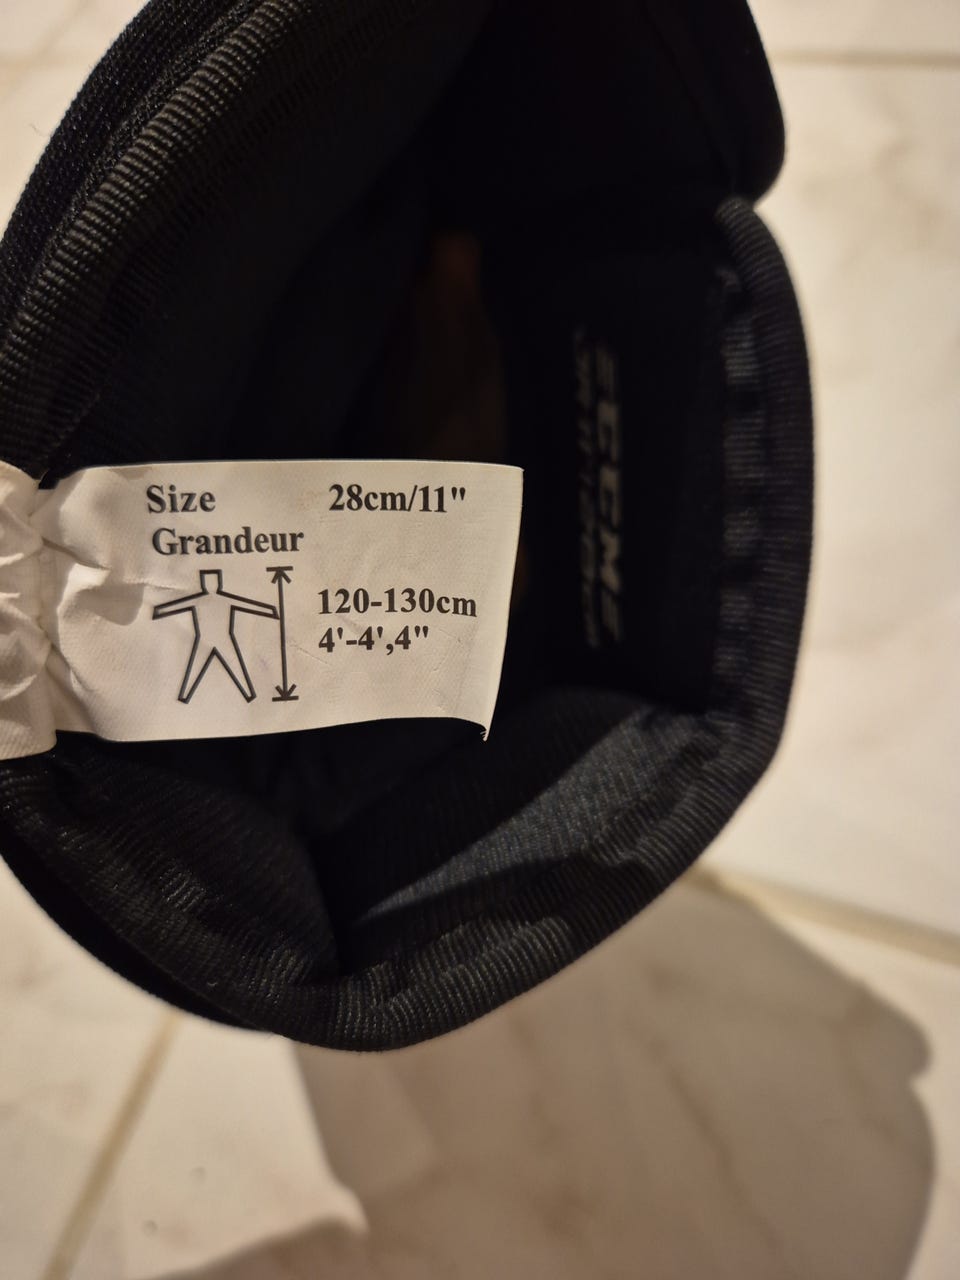 Size 28cm/11"
Grandeur
120-130cm
4'-4',4"